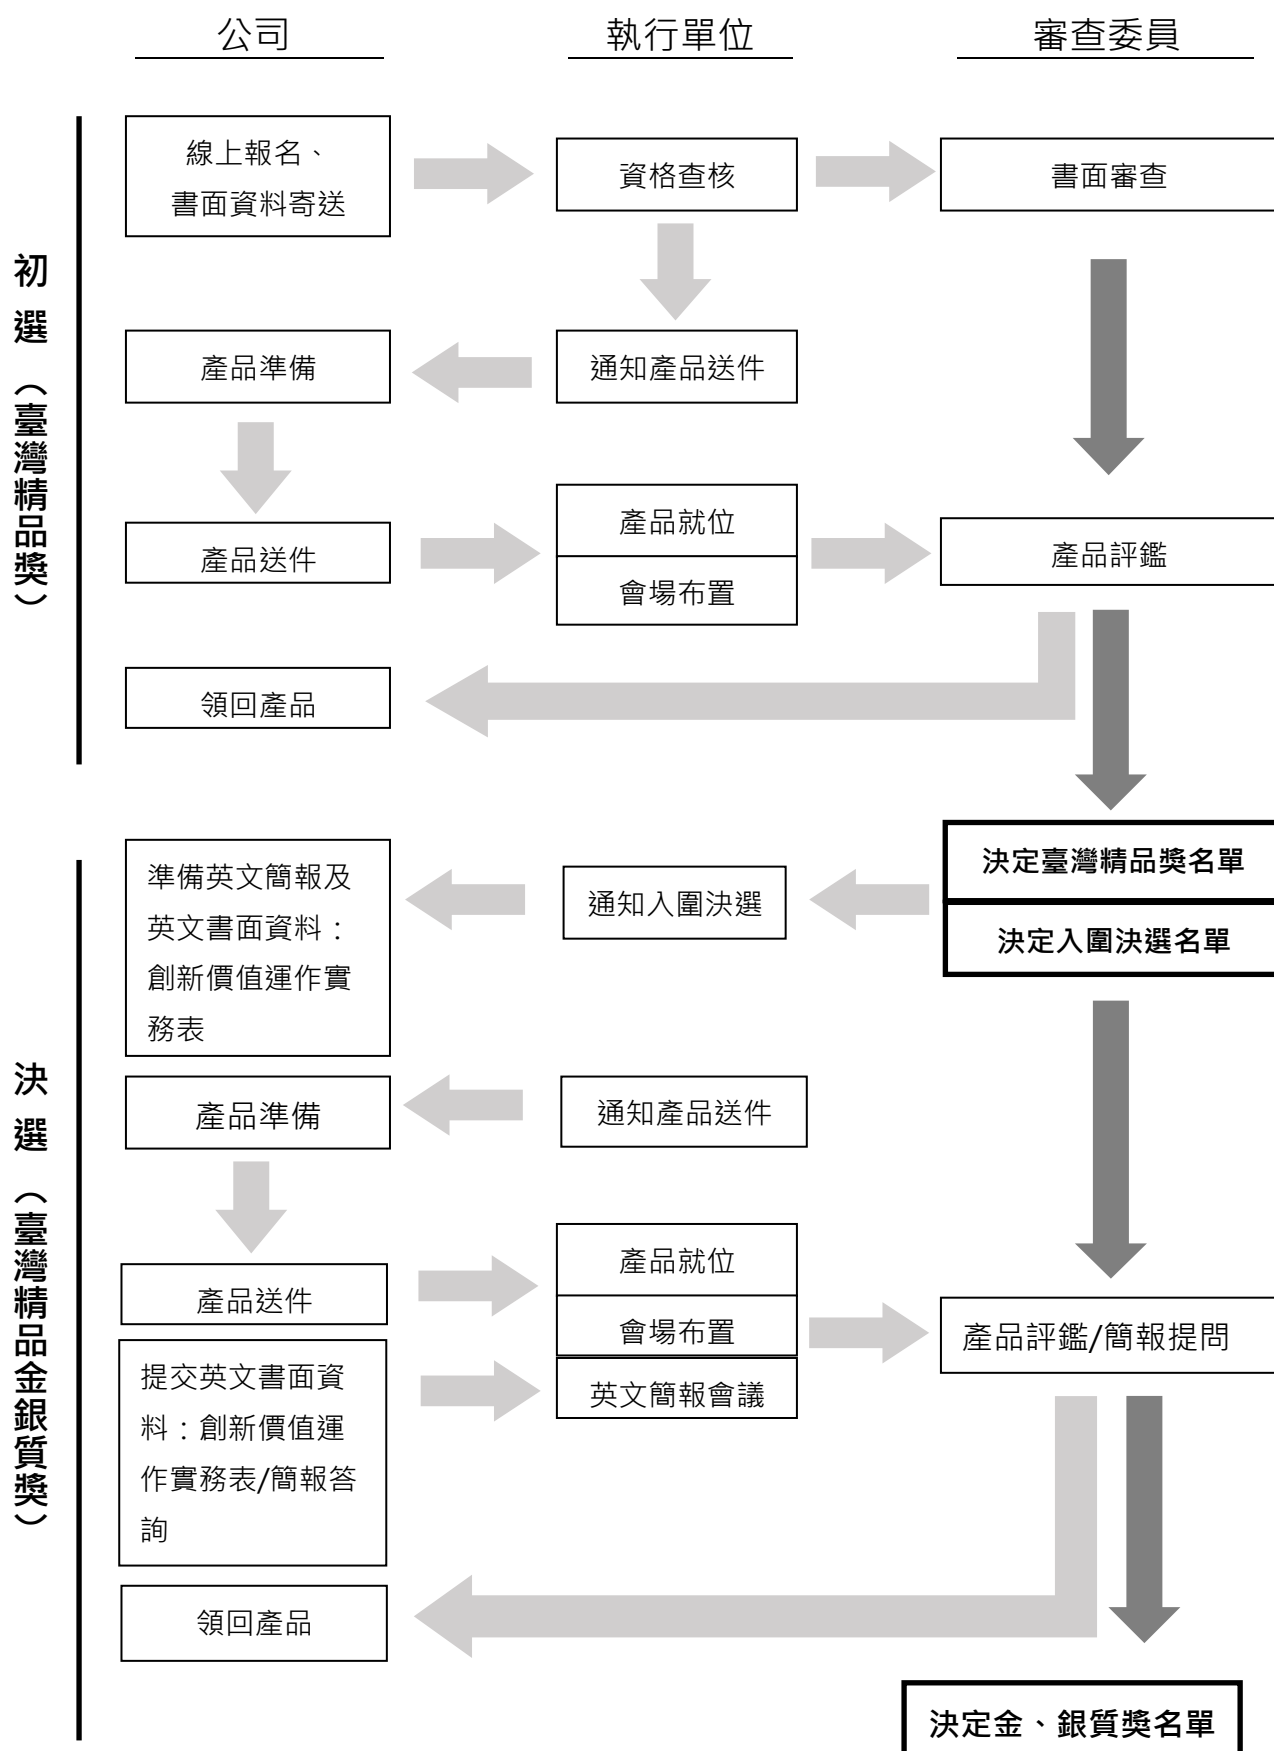 公司
執行單位
審查委員
初選（臺灣精品獎）
線上報名、
書面資料寄送
資格查核
書面審查
產品準備
通知產品送件
產品送件
產品就位
會場布置
產品評鑑
領回產品
決選（臺灣精品金銀質獎）
準備英文簡報及
英文書面資料：
創新價值運作實
務表
通知入圍決選
決定臺灣精品獎名單
決定入圍決選名單
產品準備
通知產品送件
產品送件
產品就位
會場布置
英文簡報會議
產品評鑑/簡報提問
提交英文書面資
料：創新價值運
作實務表/簡報答
詢
領回產品
決定金、銀質獎名單